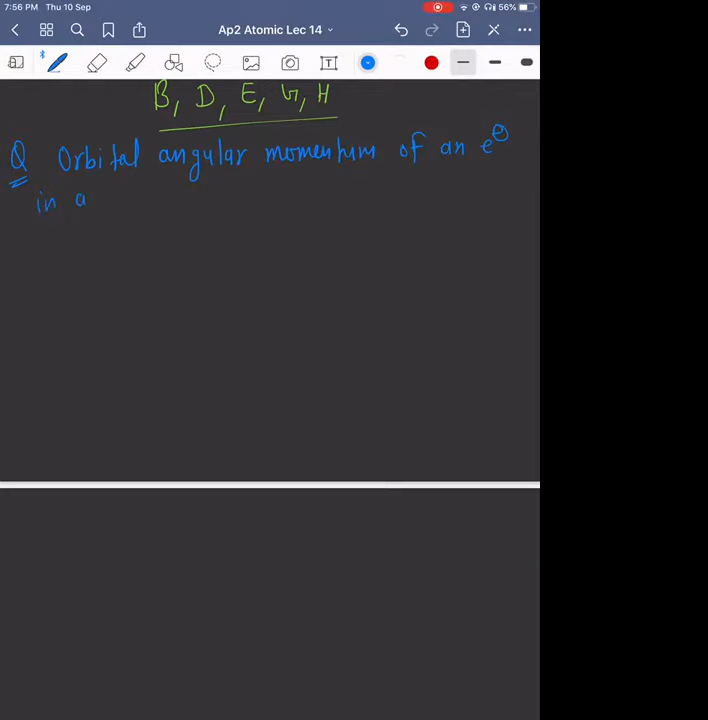 7:56 PM Thu 10 Sep
56%
Ap2 Atomic Lec 14
T
B, D, E, G, H
Q Orbital angular momentum of an e⊖
in a